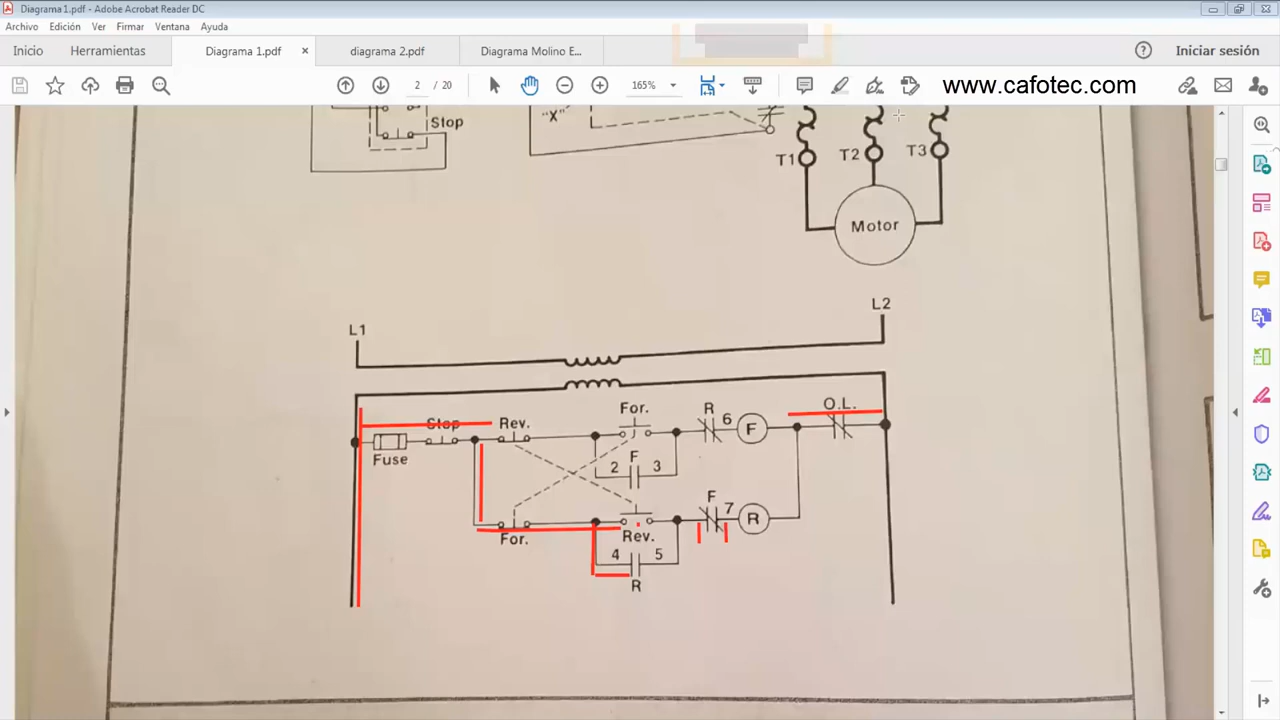 Diagrama 1.pdf - Adobe Acrobat Reader DC
Archivo Edición Ver Firmar Ventana Ayuda
Inicio Herramientas Diagrama 1.pdf × diagrama 2.pdf Diagrama Molino E... ? Iniciar sesión
2 / 20 165% www.cafotec.com
Stop
"X"
T1 T2 T3
Motor
L1 L2
Stop Rev. For. R 6 F O.L.
Fuse
2 F 3
For. Rev. F 7 R
4 5
R